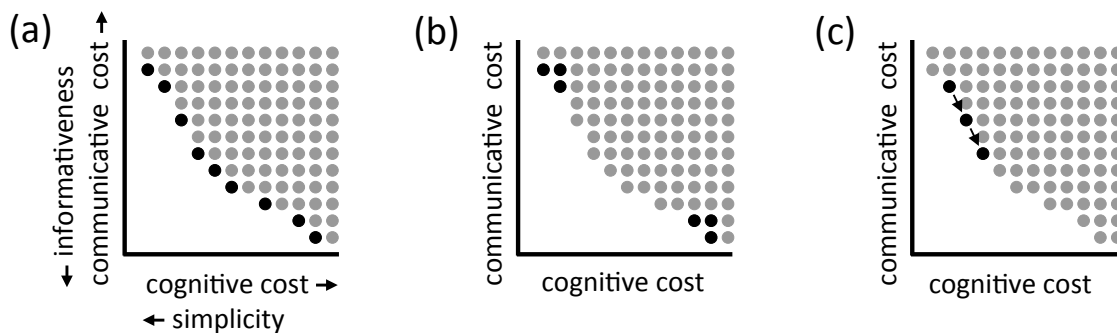 (a)
← informativeness
communicative cost →
cognitive cost →
← simplicity
(b)
communicative cost
cognitive cost
(c)
communicative cost
cognitive cost